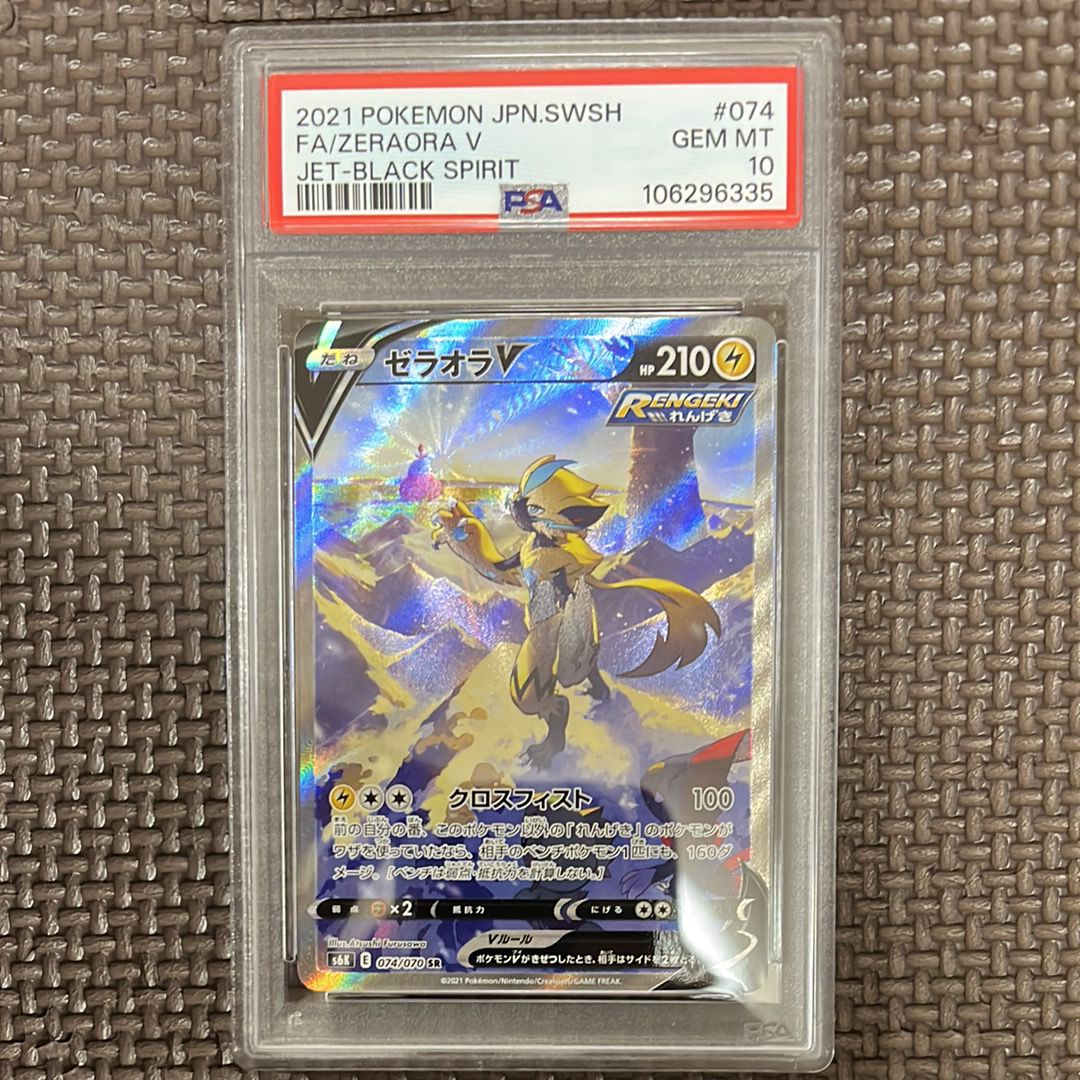 2021 POKEMON JPN.SWSH #074
FA/ZERAORA V GEM MT
JET-BLACK SPIRIT 10
PSA 106296335
たね ゼラオラV HP 210
RENGEKI
れんげき
クロスフィスト 100
前の自分の番、このポケモン以外の「れんげき」のポケモンが
ワザを使っていたなら、相手のベンチポケモン1匹にも、160ダ
メージ。[ベンチは弱点・抵抗力を計算しない。]
弱点 ×2 抵抗力 にげる
Illus. Atsushi Furusawa
Vルール
ポケモンVがきぜつしたとき、相手はサイドを2枚とる
s6K E 074/070 SR
©2021 Pokémon/Nintendo/Creatures/GAME FREAK.
PSA